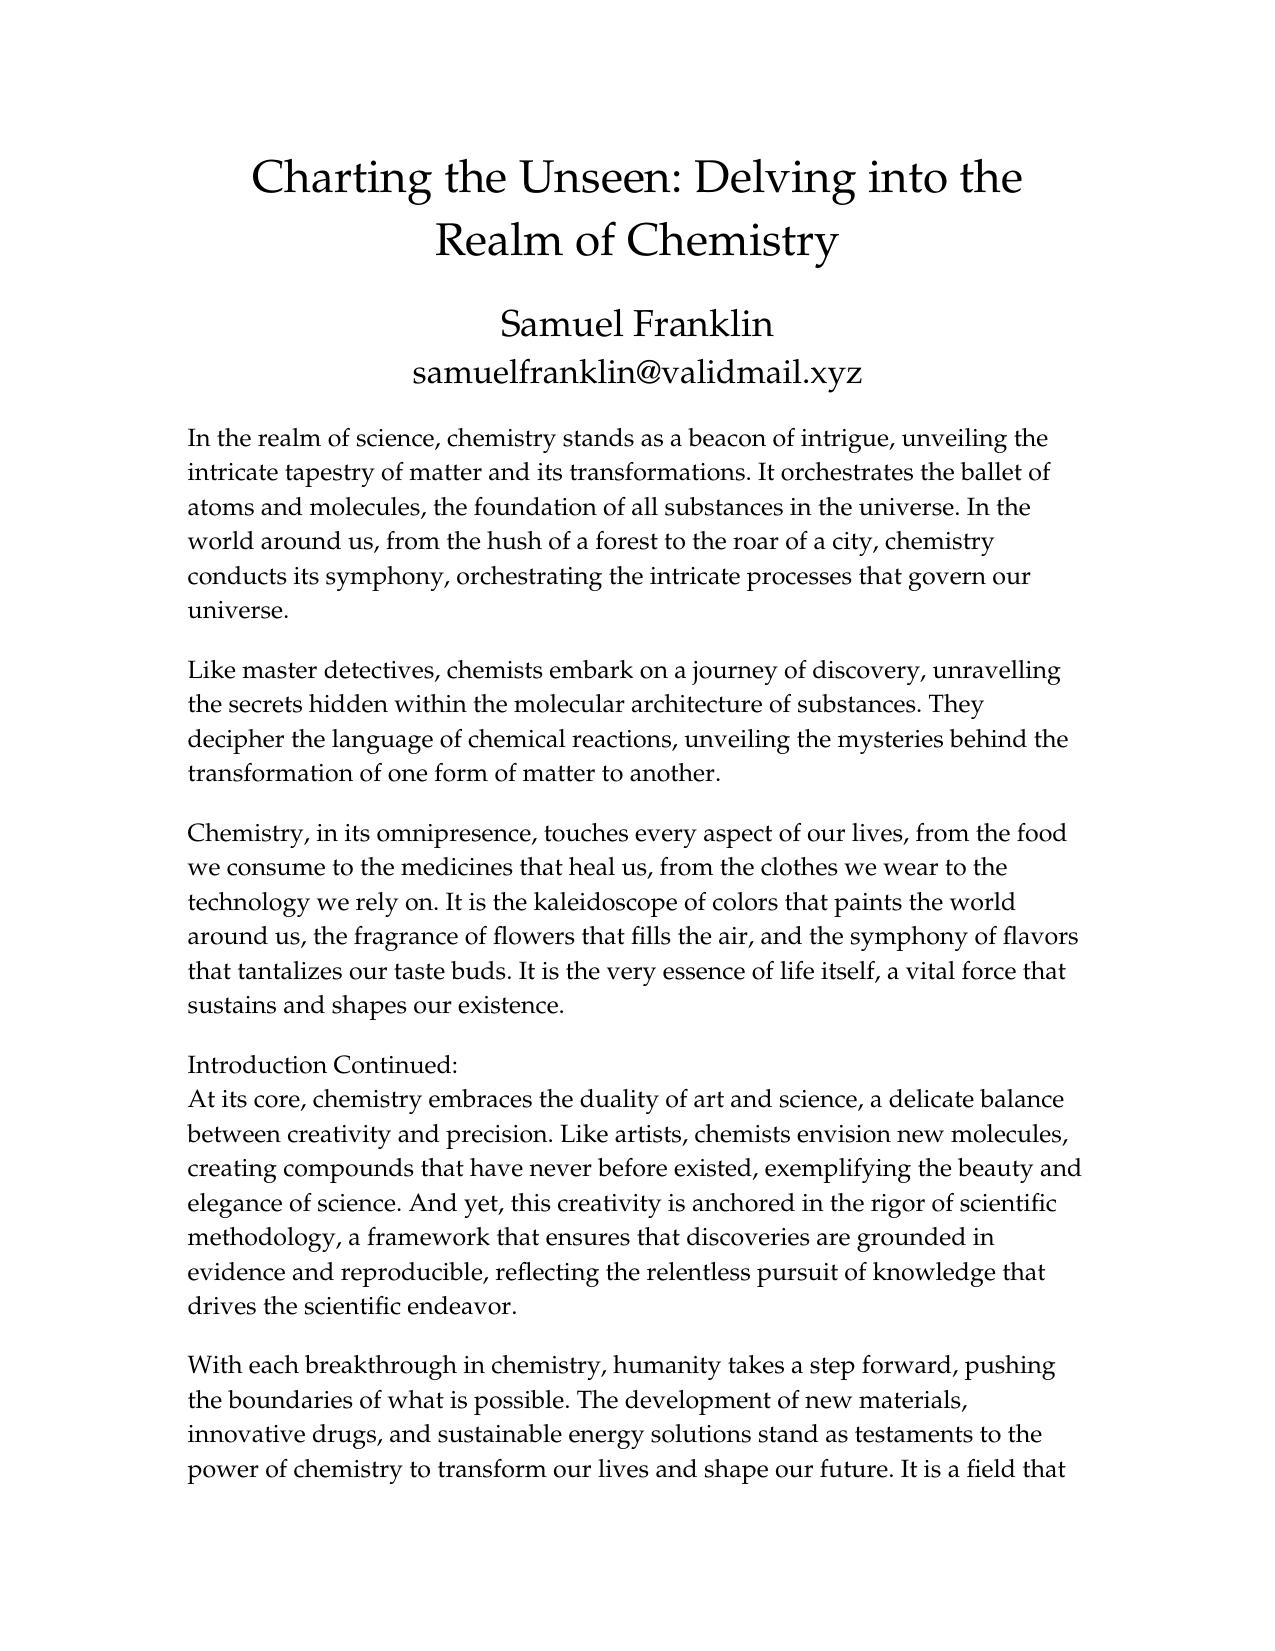 Charting the Unseen: Delving into the
Realm of Chemistry
Samuel Franklin
samuelfranklin@validmail.xyz
In the realm of science, chemistry stands as a beacon of intrigue, unveiling the
intricate tapestry of matter and its transformations. It orchestrates the ballet of
atoms and molecules, the foundation of all substances in the universe. In the
world around us, from the hush of a forest to the roar of a city, chemistry
conducts its symphony, orchestrating the intricate processes that govern our
universe.
Like master detectives, chemists embark on a journey of discovery, unravelling
the secrets hidden within the molecular architecture of substances. They
decipher the language of chemical reactions, unveiling the mysteries behind the
transformation of one form of matter to another.
Chemistry, in its omnipresence, touches every aspect of our lives, from the food
we consume to the medicines that heal us, from the clothes we wear to the
technology we rely on. It is the kaleidoscope of colors that paints the world
around us, the fragrance of flowers that fills the air, and the symphony of flavors
that tantalizes our taste buds. It is the very essence of life itself, a vital force that
sustains and shapes our existence.
Introduction Continued:
At its core, chemistry embraces the duality of art and science, a delicate balance
between creativity and precision. Like artists, chemists envision new molecules,
creating compounds that have never before existed, exemplifying the beauty and
elegance of science. And yet, this creativity is anchored in the rigor of scientific
methodology, a framework that ensures that discoveries are grounded in
evidence and reproducible, reflecting the relentless pursuit of knowledge that
drives the scientific endeavor.
With each breakthrough in chemistry, humanity takes a step forward, pushing
the boundaries of what is possible. The development of new materials,
innovative drugs, and sustainable energy solutions stand as testaments to the
power of chemistry to transform our lives and shape our future. It is a field that